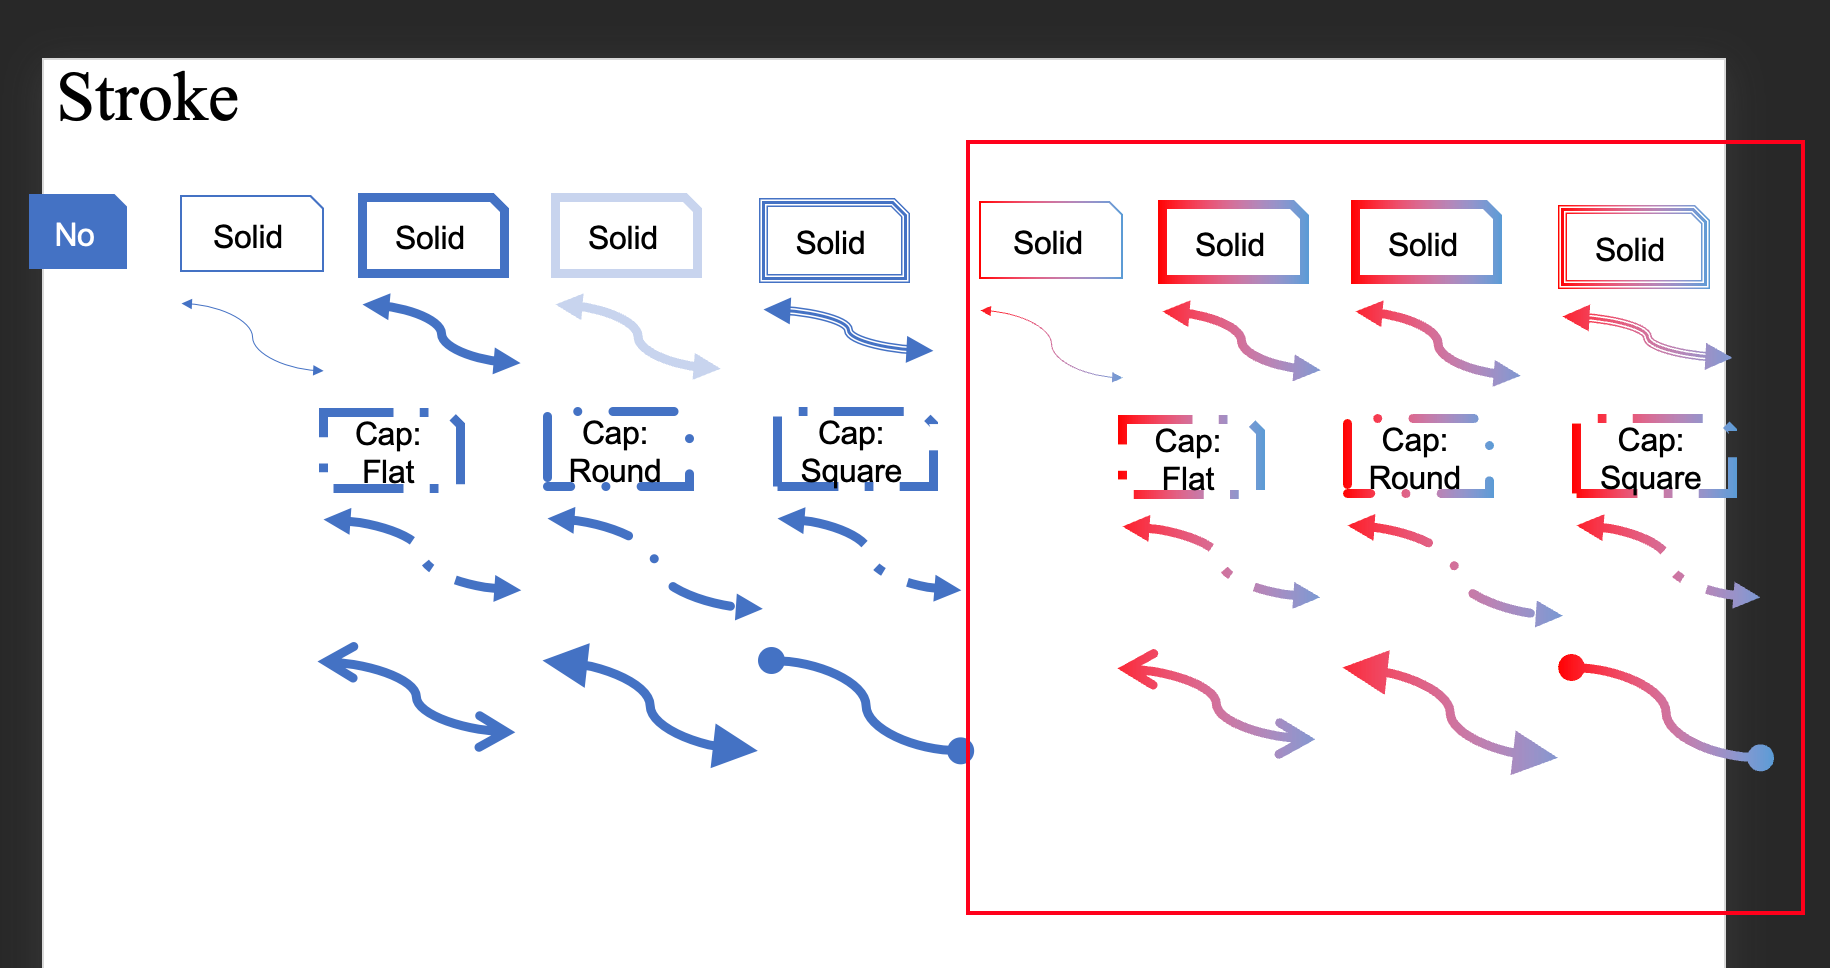 Stroke
No
Solid
Solid
Solid
Solid
Solid
Solid
Solid
Solid
Cap:
Flat
Cap:
Round
Cap:
Square
Cap:
Flat
Cap:
Round
Cap:
Square